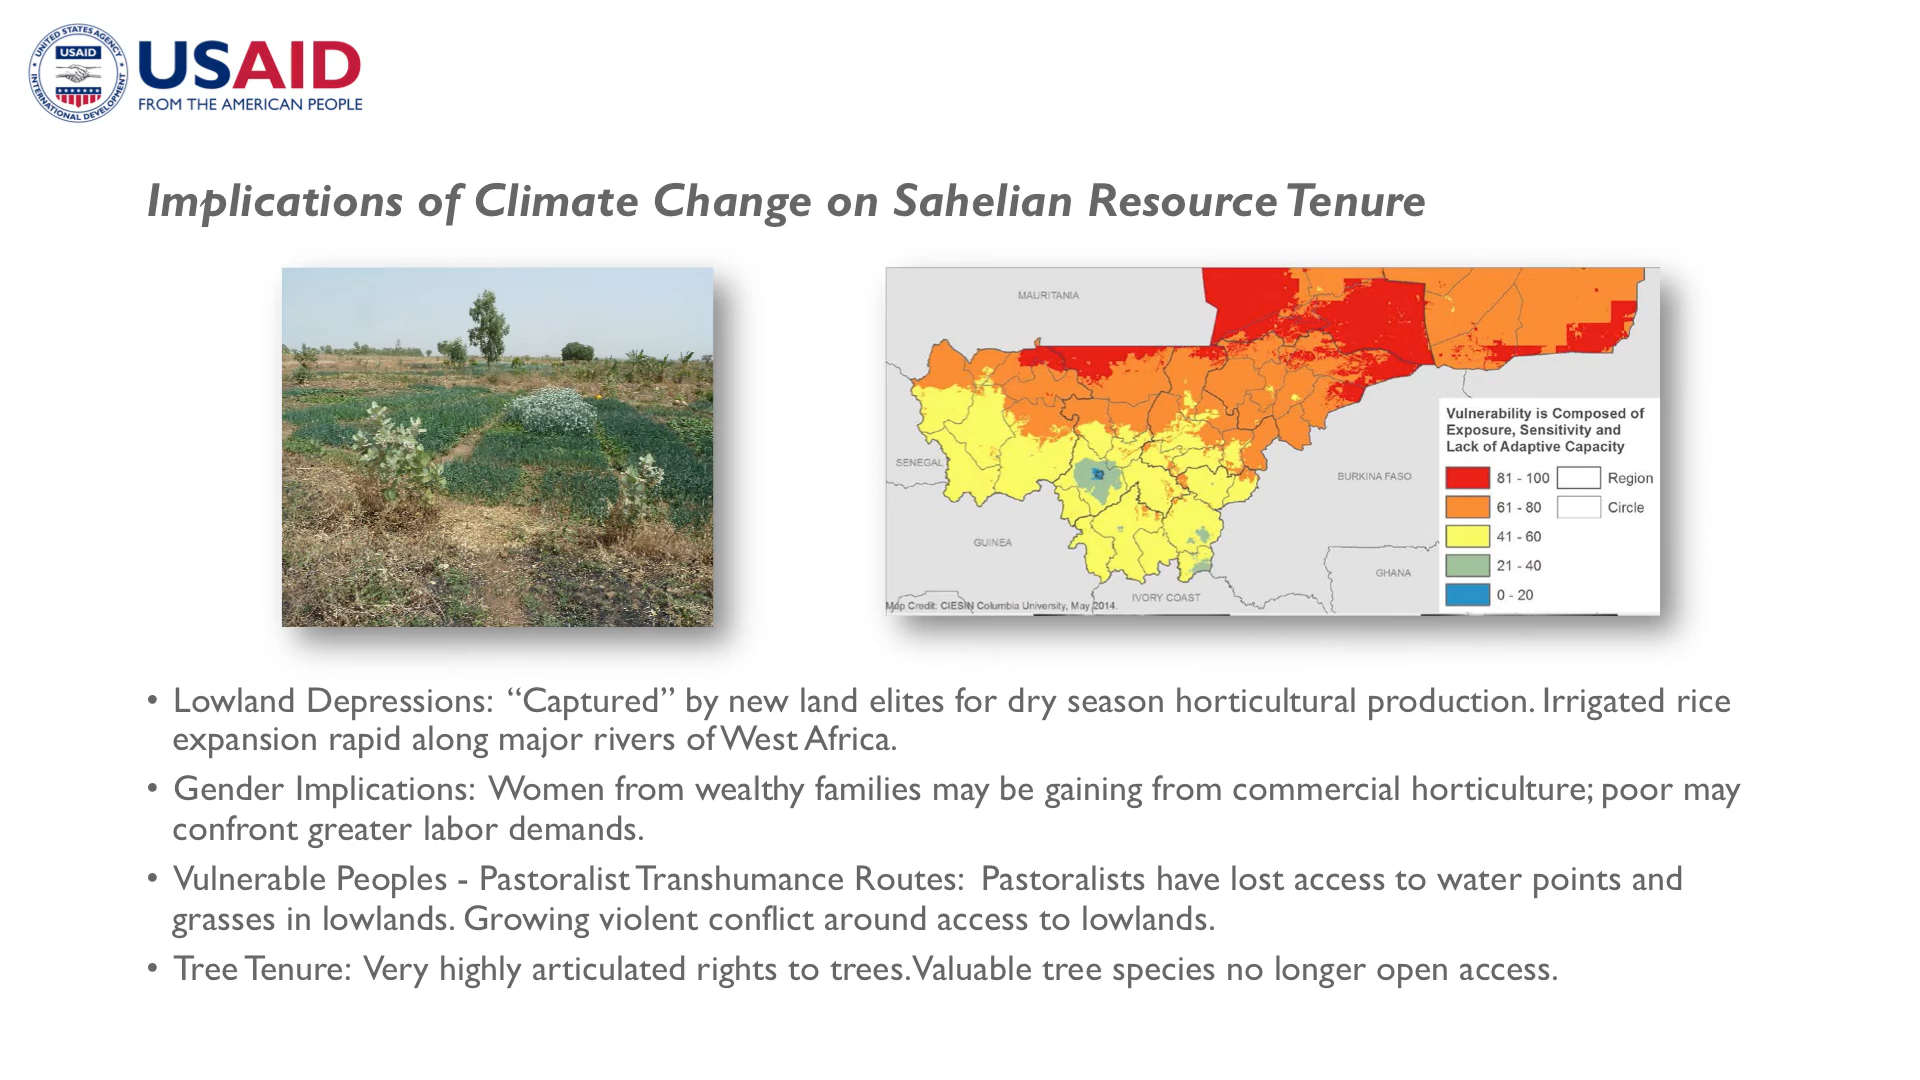 UNITED STATES AGENCY
USAID
INTERNATIONAL DEVELOPMENT
USAID
FROM THE AMERICAN PEOPLE
Implications of Climate Change on Sahelian Resource Tenure
MAURITANIA
SENEGAL
GUINEA
BURKINA FASO
GHANA
IVORY COAST
Map Credit: CIESIN Columbia University, May 2014.
Vulnerability is Composed of
Exposure, Sensitivity and
Lack of Adaptive Capacity
81 - 100 Region
61 - 80 Circle
41 - 60
21 - 40
0 - 20
• Lowland Depressions: “Captured” by new land elites for dry season horticultural production. Irrigated rice
expansion rapid along major rivers of West Africa.
• Gender Implications: Women from wealthy families may be gaining from commercial horticulture; poor may
confront greater labor demands.
• Vulnerable Peoples - Pastoralist Transhumance Routes: Pastoralists have lost access to water points and
grasses in lowlands. Growing violent conflict around access to lowlands.
• Tree Tenure: Very highly articulated rights to trees. Valuable tree species no longer open access.